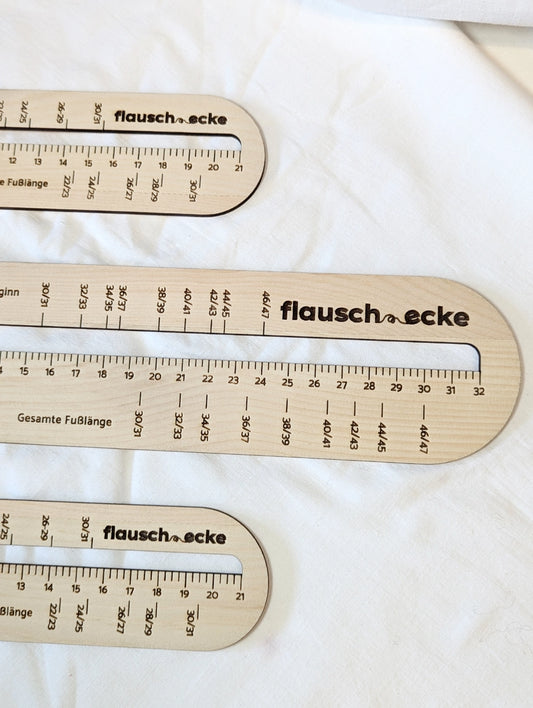 24/25 26-29 30/31 flausch ecke
12 13 14 15 16 17 18 19 20 21
e Fußlänge 22/23 24/25 26/27 28/29 30/31
ginn 30/31 32/33 34/35 36/37 38/39 40/41 42/43 44/45 46/47 flausch ecke
15 16 17 18 19 20 21 22 23 24 25 26 27 28 29 30 31 32
Gesamte Fußlänge 30/31 32/33 34/35 36/37 38/39 40/41 42/43 44/45 46/47
24/25 26-29 30/31 flausch ecke
13 14 15 16 17 18 19 20 21
ßlänge 22/23 24/25 26/27 28/29 30/31